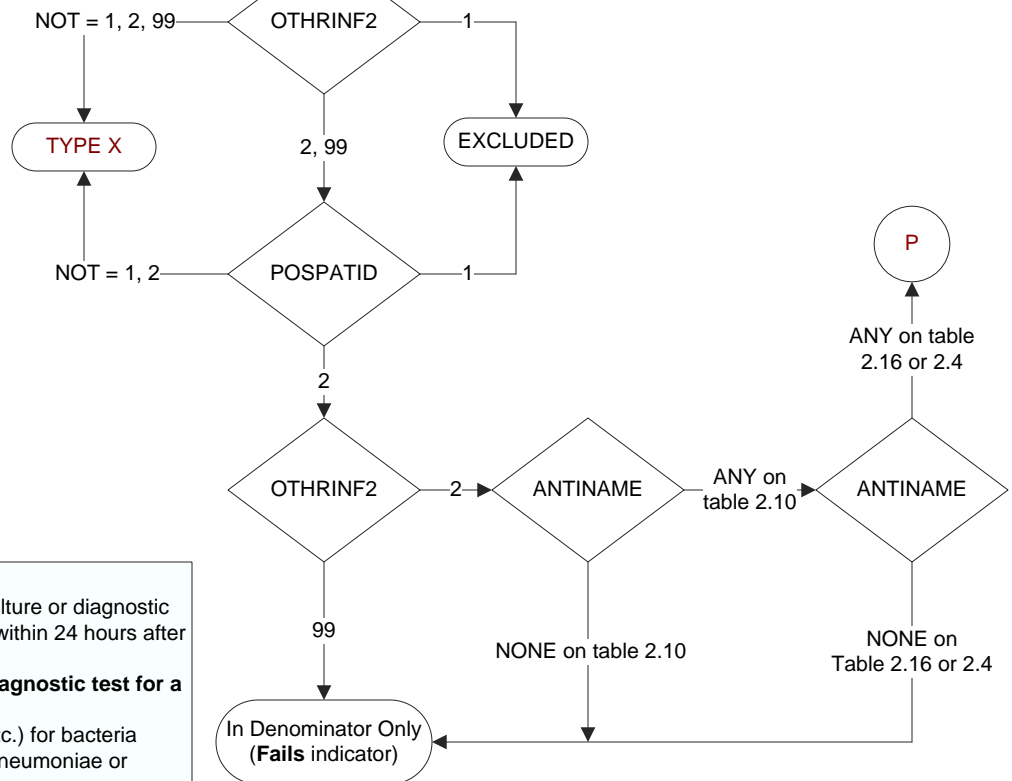 NOT = 1, 2, 99
OTHRINF2
1
TYPE X
2, 99
EXCLUDED
NOT = 1, 2
POSPATID
1
P
ANY on table
2.16 or 2.4
2
OTHRINF2
2
ANTINAME
ANY on
table 2.10
ANTINAME
99
NONE on table 2.10
NONE on
Table 2.16 or 2.4
In Denominator Only
(Fails indicator)
lture or diagnostic
within 24 hours after
agnostic test for a
tc.) for bacteria
neumoniae or